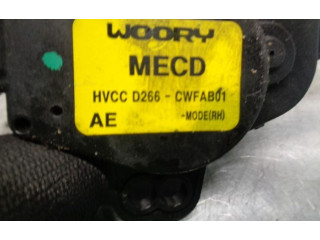 WOORY
MECD
HVCC D266 - CWFAB01
AE -MODE(RH)